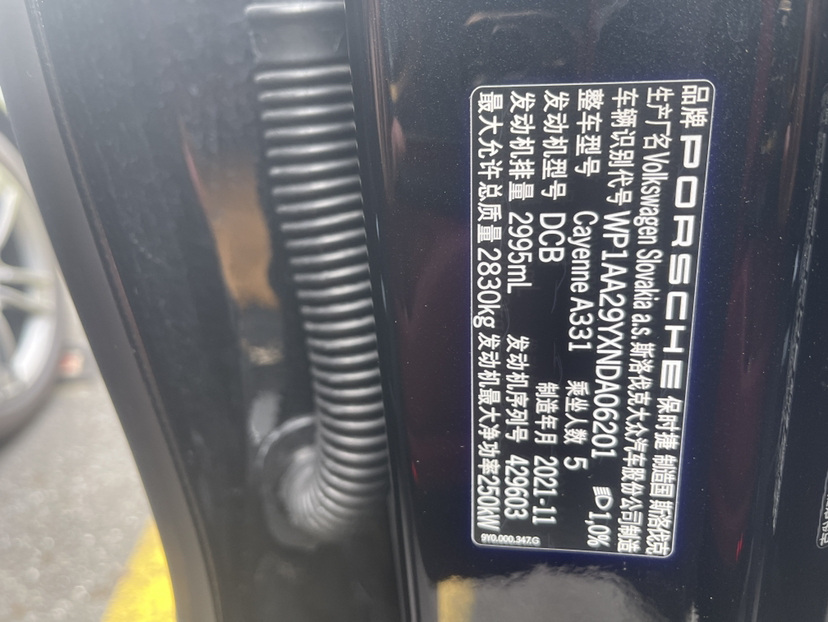 品牌 PORSCHE 保时捷 制造国 斯洛伐克
生产厂名 Volkswagen Slovakia a.s. 斯洛伐克大众汽车股份公司制造
车辆识别代号 WP1AA29YXNDA06201 1,0%
整车型号 Cayenne A331 乘坐人数 5
发动机型号 DCB 制造年月 2021-11
发动机排量 2995mL 发动机序列号 429603
最大允许总质量 2830kg 发动机最大净功率250kW
9Y0.000.347.G